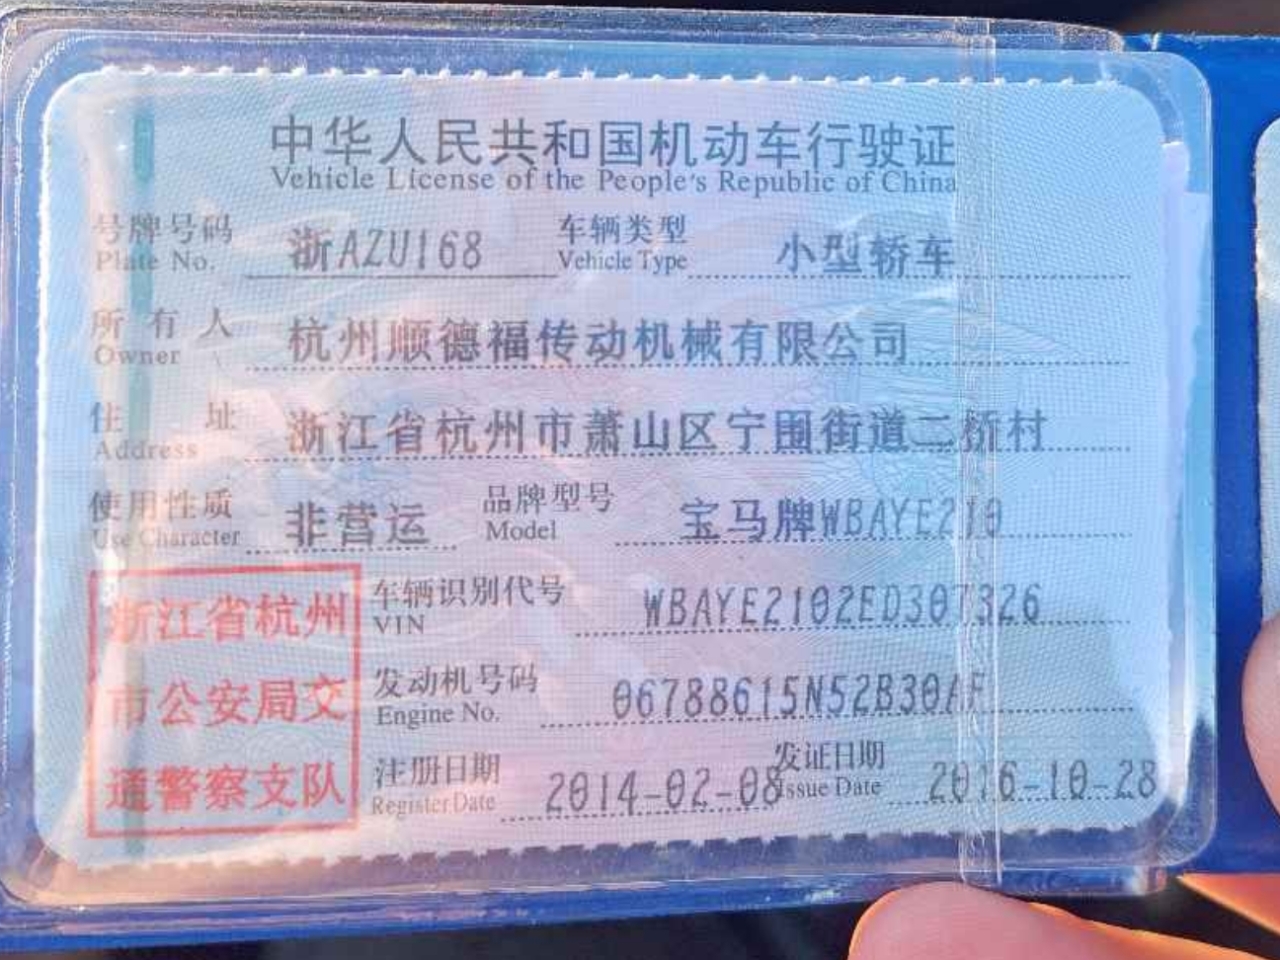 中华人民共和国机动车行驶证
Vehicle License of the People's Republic of China
号牌号码 浙AZU168 车辆类型 小型轿车
Plate No. Vehicle Type
所有人 杭州顺德福传动机械有限公司
Owner
住址 浙江省杭州市萧山区宁围街道二桥村
Address
使用性质 非营运 品牌型号 宝马牌WBAYE210
Use Character Model
浙江省杭州 车辆识别代号 WBAYE2102ED307326
VIN
市公安局交 发动机号码 06788615N52B30AF
Engine No.
通警察支队 注册日期 2014-02-08 发证日期 2016-10-28
Register Date Issue Date